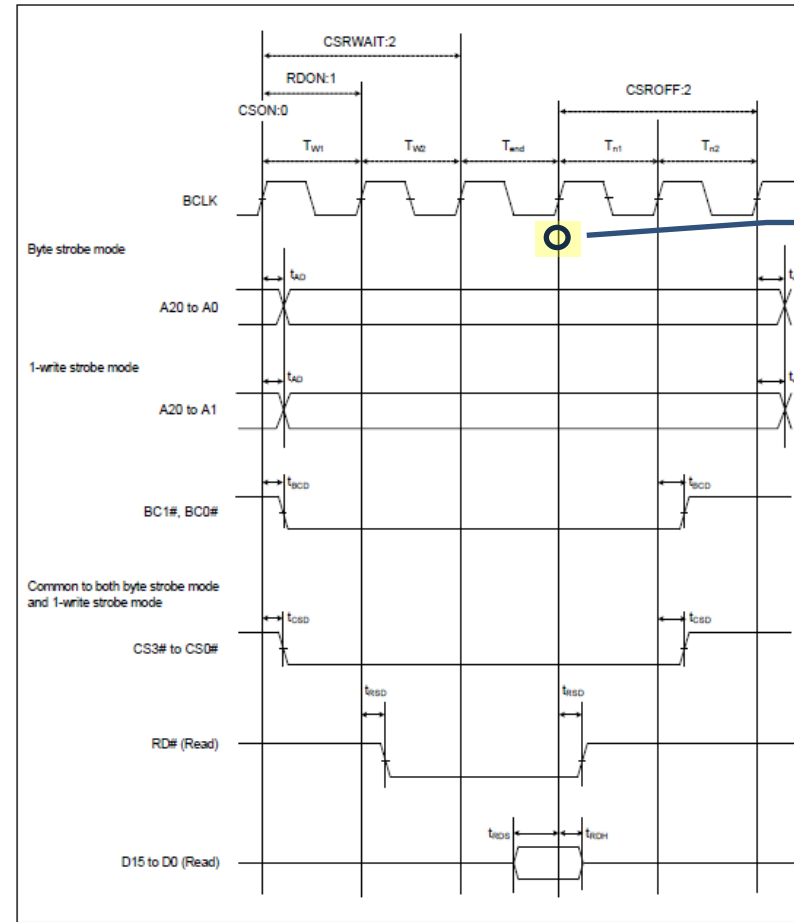 CSRWAIT:2
RDON:1
CSROFF:2
CSON:0
TW1 TW2 Tend Tn1 Tn2
BCLK
Byte strobe mode
tAD
A20 to A0
1-write strobe mode
tAD
A20 to A1
tBCD tBCD
BC1#, BC0#
Common to both byte strobe mode
and 1-write strobe mode
tCSD tCSD
CS3# to CS0#
tRSD tRSD
RD# (Read)
tRDS tRDH
D15 to D0 (Read)